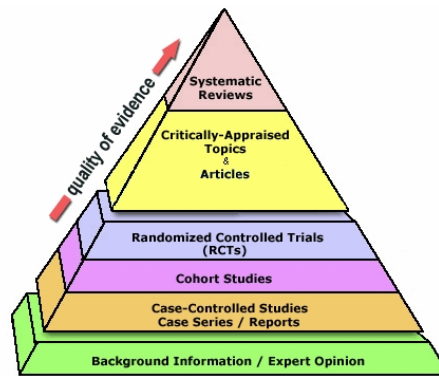 quality of evidence
Systematic
Reviews
Critically-Appraised
Topics
&
Articles
Randomized Controlled Trials
(RCTs)
Cohort Studies
Case-Controlled Studies
Case Series / Reports
Background Information / Expert Opinion